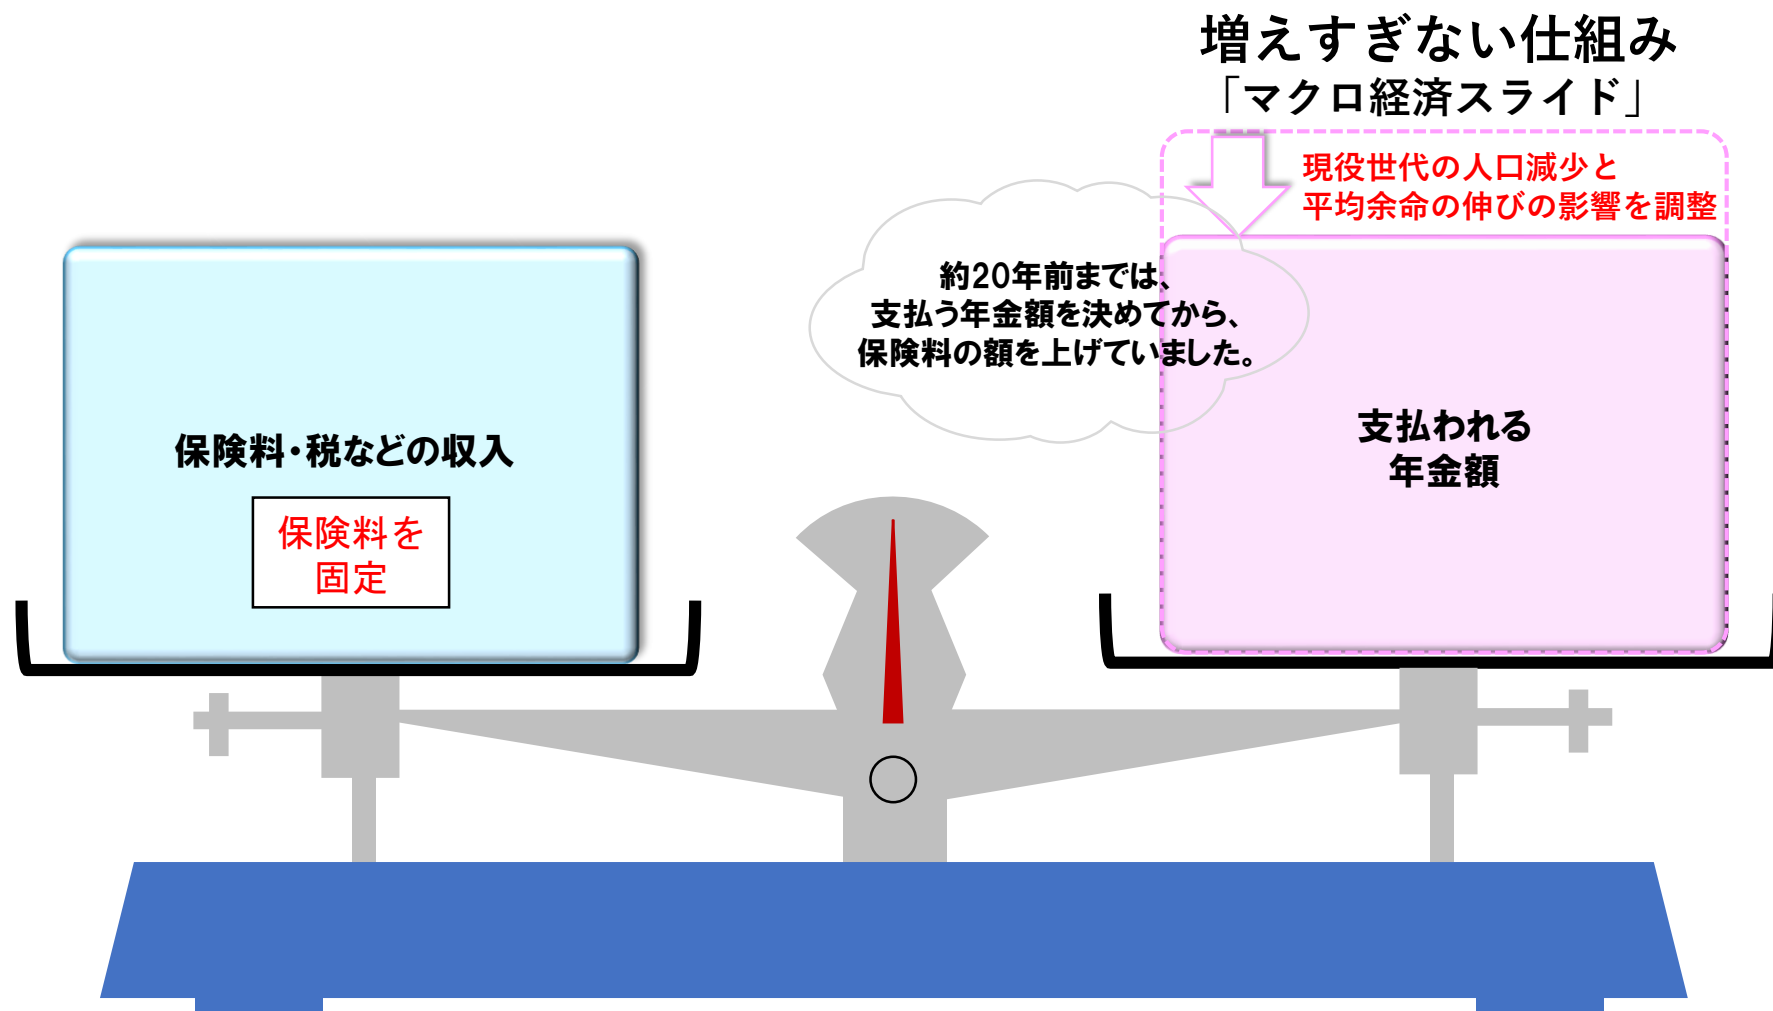 増えすぎない仕組み
「マクロ経済スライド」
現役世代の人口減少と
平均余命の伸びの影響を調整
約20年前までは、
支払う年金額を決めてから、
保険料の額を上げていました。
保険料・税などの収入
保険料を
固定
支払われる
年金額